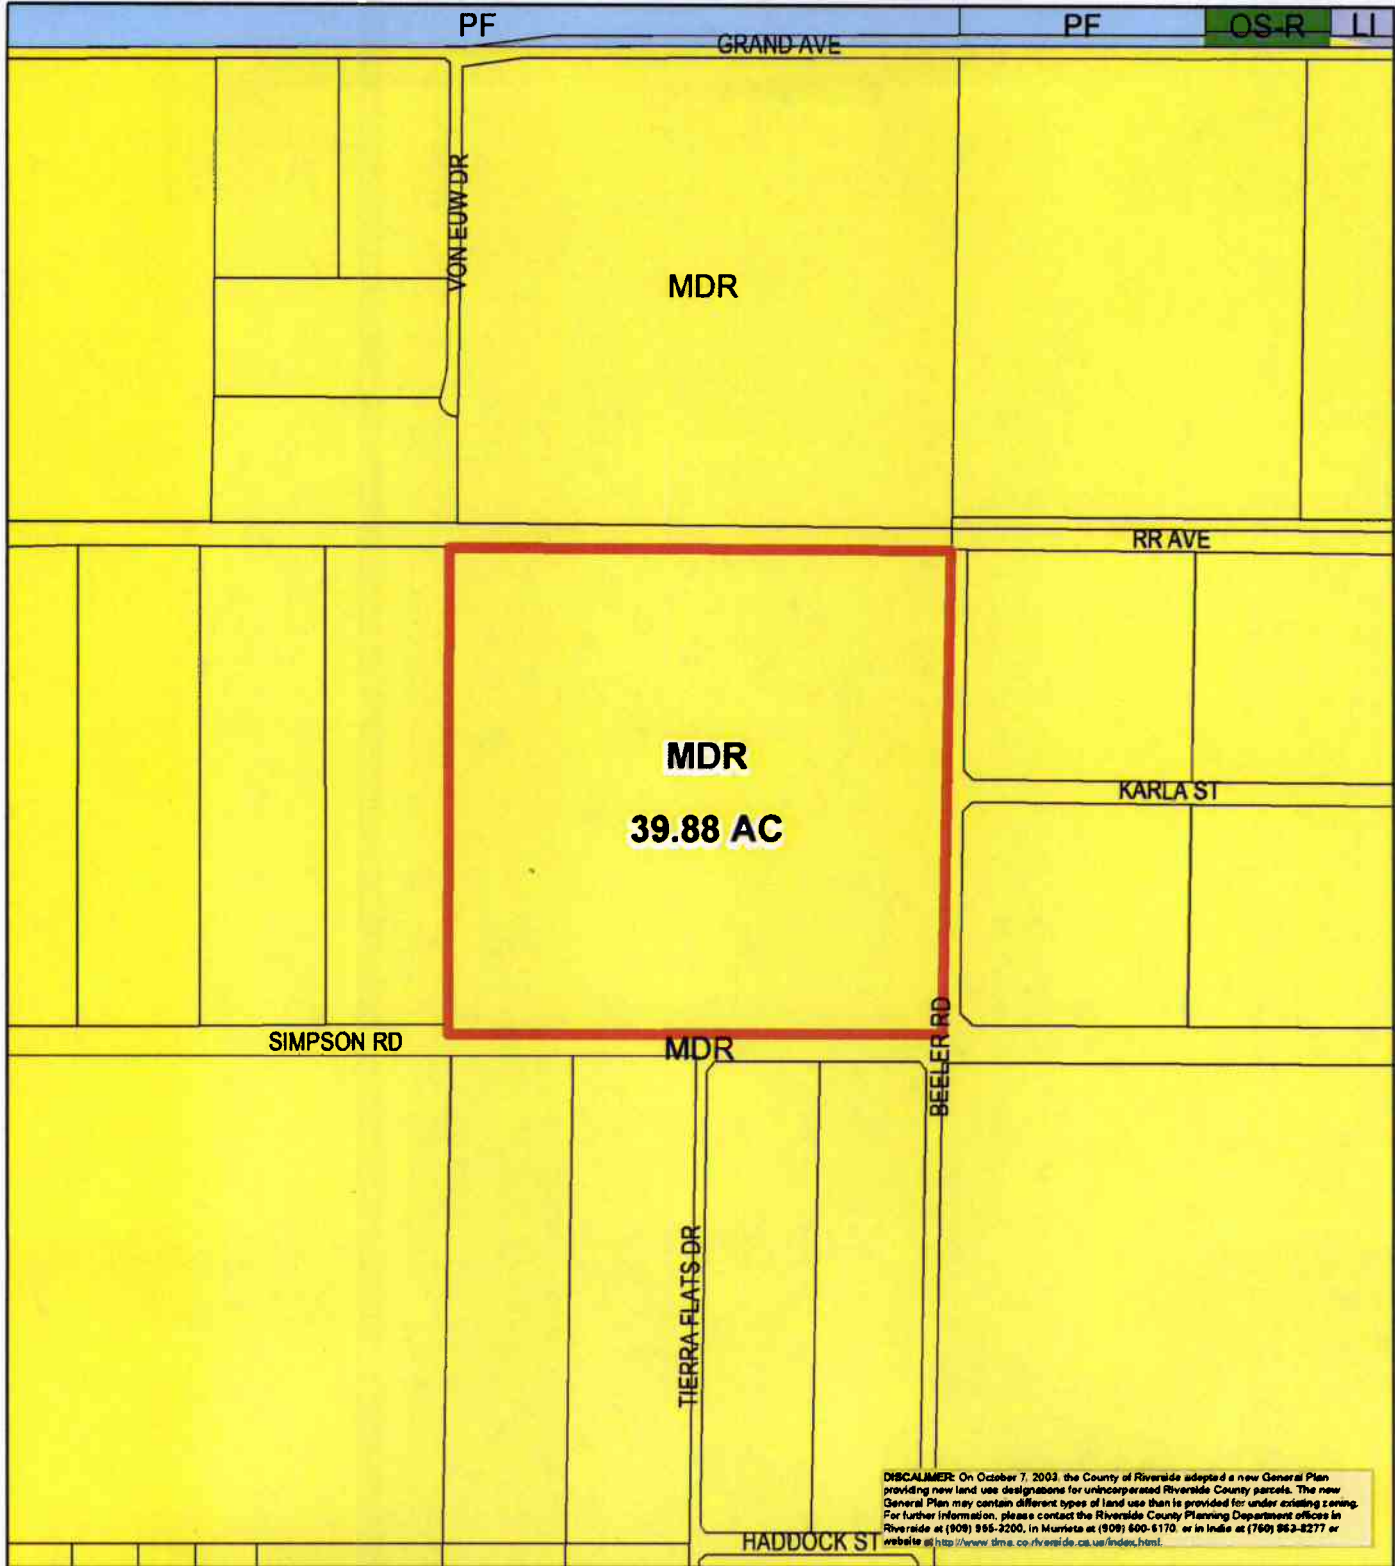 PF
PF
OS-R
LI
GRAND AVE
VON EUW DR
MDR
RR AVE
MDR
39.88 AC
KARLA ST
SIMPSON RD
MDR
BEELER RD
TIERRA FLATS DR
HADDOCK ST
DISCALIMER: On October 7, 2003, the County of Riverside adopted a new General Plan
providing new land use designations for unincorporated Riverside County parcels. The new
General Plan may contain different types of land use than is provided for under existing zoning.
For further information, please contact the Riverside County Planning Department offices in
Riverside at (909) 955-3200, in Murrieta at (909) 600-6170, or in Indio at (760) 863-8277 or
website at http://www.tlma.co.riverside.ca.us/index.html.